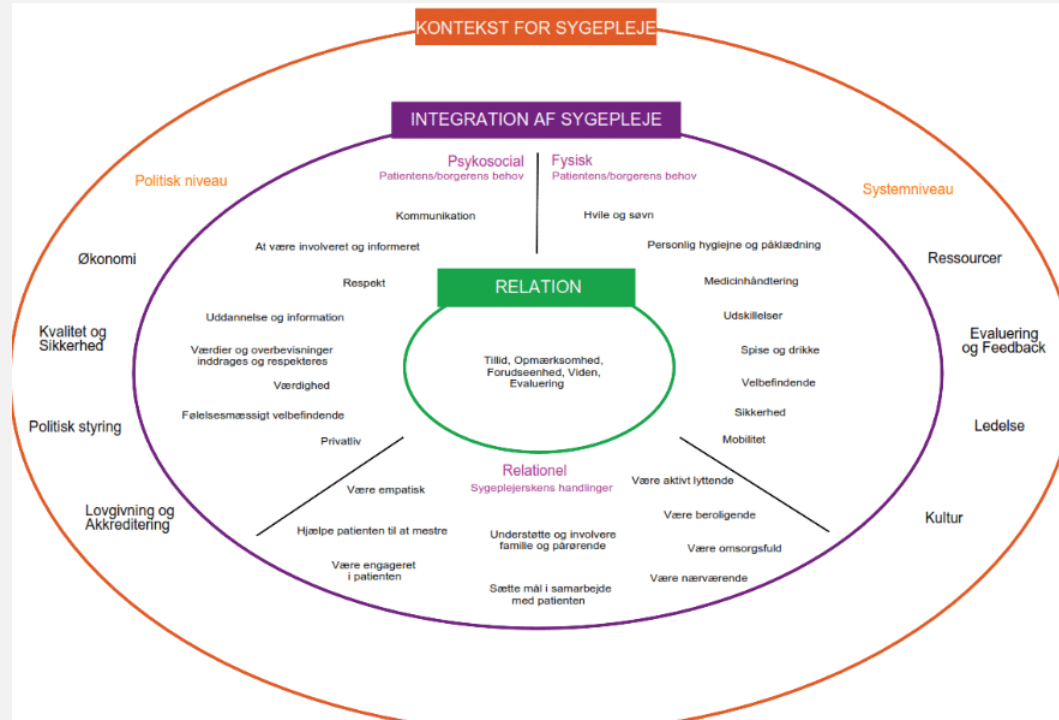 KONTEKST FOR SYGEPLEJE
INTEGRATION AF SYGEPLEJE
Psykosocial
Patientens/borgerens behov
Fysisk
Patientens/borgerens behov
Politisk niveau
Systemniveau
Økonomi
Kvalitet og
Sikkerhed
Politisk styring
Lovgivning og
Akkreditering
Kommunikation
At være involveret og informeret
Respekt
Uddannelse og information
Værdier og overbevisninger
inddrages og respekteres
Værdighed
Følelsesmæssigt velbefindende
Privatliv
RELATION
Tillid, Opmærksomhed,
Forudseenhed, Viden,
Evaluering
Hvile og søvn
Personlig hygiejne og påklædning
Medicinhåndtering
Udskillelser
Spise og drikke
Velbefindende
Sikkerhed
Mobilitet
Ressourcer
Evaluering
og Feedback
Ledelse
Kultur
Relationel
Sygeplejerskens handlinger
Være empatisk
Hjælpe patienten til at mestre
Være engageret
i patienten
Understøtte og involvere
familie og pårørende
Sætte mål i samarbejde
med patienten
Være aktivt lyttende
Være beroligende
Være omsorgsfuld
Være nærværende